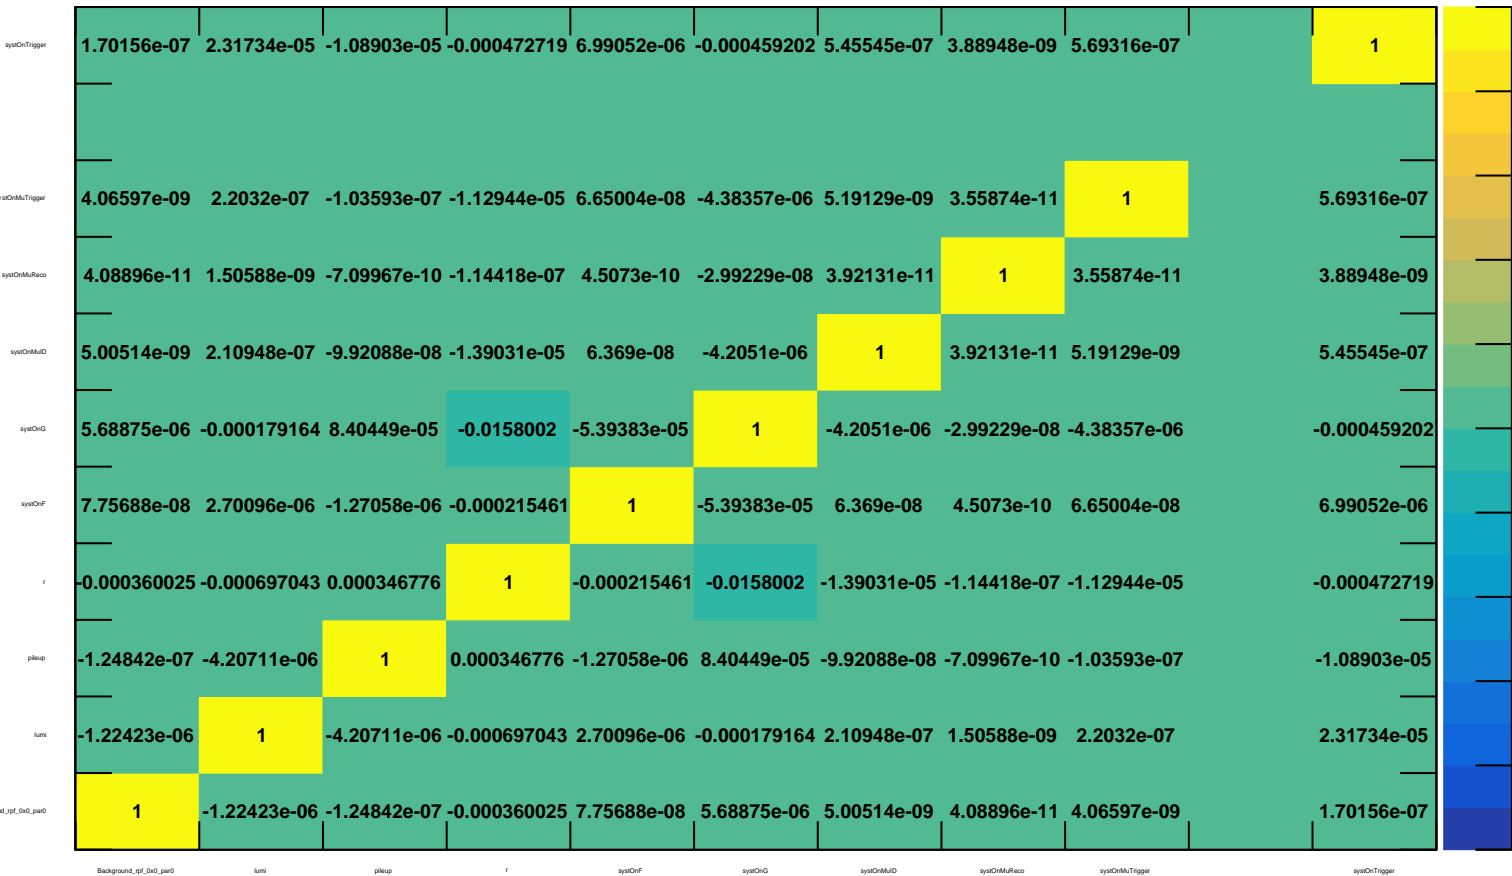 systOnTrigger 1.70156e-07 2.31734e-05 -1.08903e-05 -0.000472719 6.99052e-06 -0.000459202 5.45545e-07 3.88948e-09 5.69316e-07 1
stOnMuTrigger 4.06597e-09 2.2032e-07 -1.03593e-07 -1.12944e-05 6.65004e-08 -4.38357e-06 5.19129e-09 3.55874e-11 1 5.69316e-07
systOnMuReco 4.08896e-11 1.50588e-09 -7.09967e-10 -1.14418e-07 4.5073e-10 -2.99229e-08 3.92131e-11 1 3.55874e-11 3.88948e-09
systOnMuID 5.00514e-09 2.10948e-07 -9.92088e-08 -1.39031e-05 6.369e-08 -4.2051e-06 1 3.92131e-11 5.19129e-09 5.45545e-07
systOnG 5.68875e-06 -0.000179164 8.40449e-05 -0.0158002 -5.39383e-05 1 -4.2051e-06 -2.99229e-08 -4.38357e-06 -0.000459202
systOnF 7.75688e-08 2.70096e-06 -1.27058e-06 -0.000215461 1 -5.39383e-05 6.369e-08 4.5073e-10 6.65004e-08 6.99052e-06
r -0.000360025 -0.000697043 0.000346776 1 -0.000215461 -0.0158002 -1.39031e-05 -1.14418e-07 -1.12944e-05 -0.000472719
pileup -1.24842e-07 -4.20711e-06 1 0.000346776 -1.27058e-06 8.40449e-05 -9.92088e-08 -7.09967e-10 -1.03593e-07 -1.08903e-05
lumi -1.22423e-06 1 -4.20711e-06 -0.000697043 2.70096e-06 -0.000179164 2.10948e-07 1.50588e-09 2.2032e-07 2.31734e-05
d_rpf_0x0_par0 1 -1.22423e-06 -1.24842e-07 -0.000360025 7.75688e-08 5.68875e-06 5.00514e-09 4.08896e-11 4.06597e-09 1.70156e-07
Background_rpf_0x0_par0 lumi pileup r systOnF systOnG systOnMuID systOnMuReco systOnMuTrigger systOnTrigger